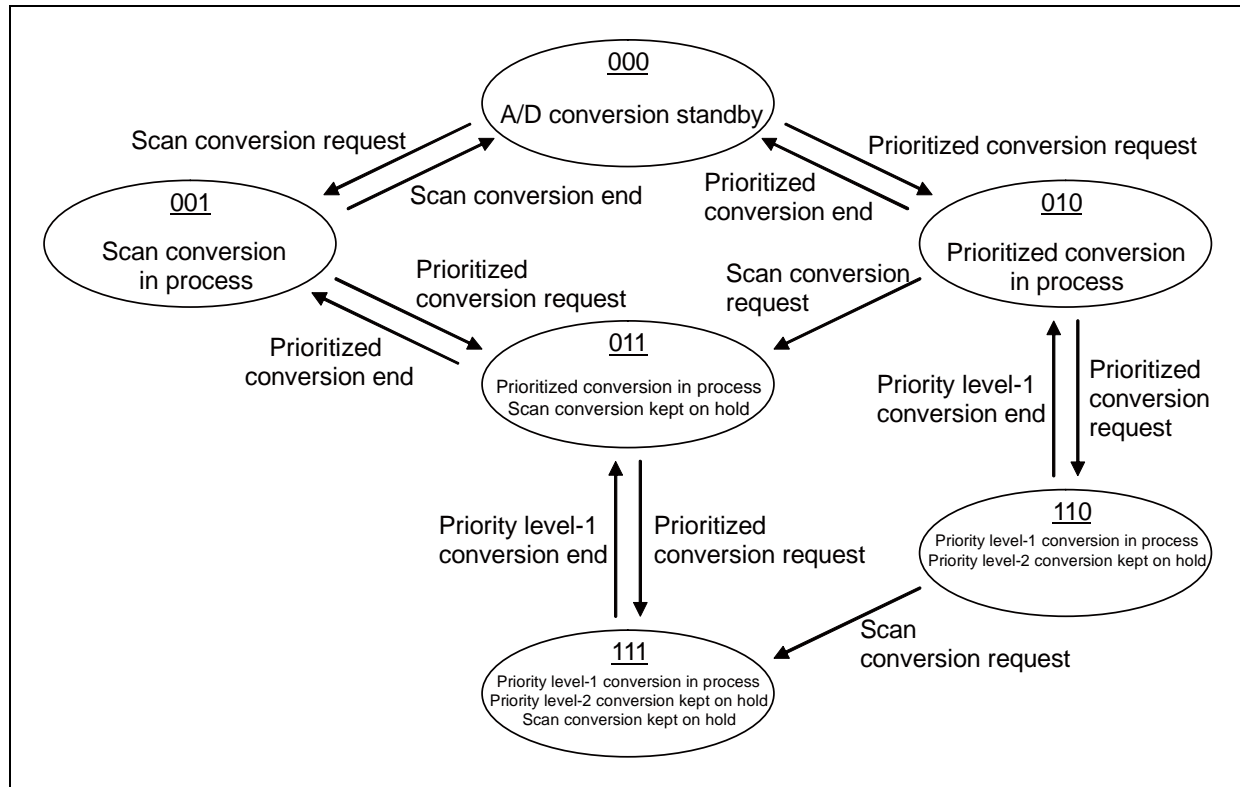 000
A/D conversion standby
Scan conversion request
Scan conversion end
Prioritized conversion request
Prioritized
conversion end
001
Scan conversion
in process
010
Prioritized conversion
in process
Prioritized
conversion request
Prioritized
conversion end
Scan conversion
request
011
Prioritized conversion in process
Scan conversion kept on hold
Priority level-1
conversion end
Prioritized
conversion
request
Priority level-1
conversion end
Prioritized
conversion request
110
Priority level-1 conversion in process
Priority level-2 conversion kept on hold
Scan
conversion request
111
Priority level-1 conversion in process
Priority level-2 conversion kept on hold
Scan conversion kept on hold